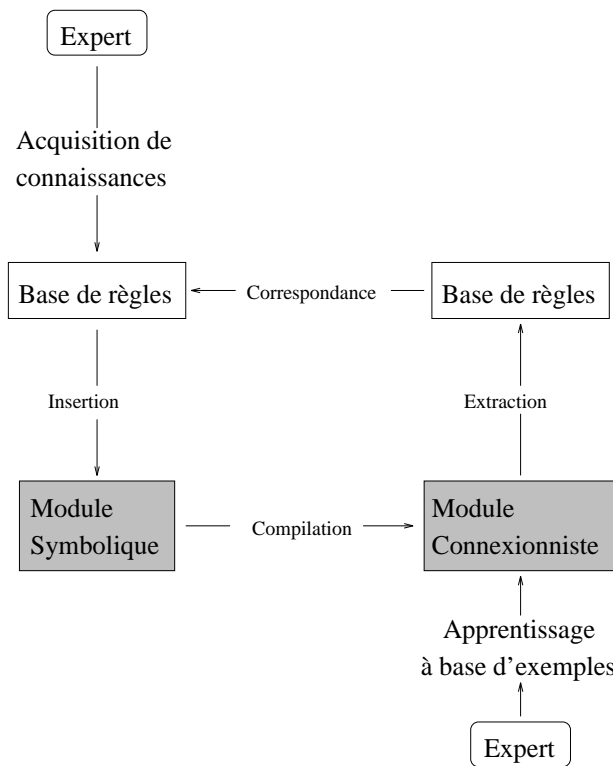 Expert
Acquisition de
connaissances
Base de règles
Correspondance
Base de règles
Insertion
Extraction
Module
Symbolique
Compilation
Module
Connexionniste
Apprentissage
à base d'exemples
Expert